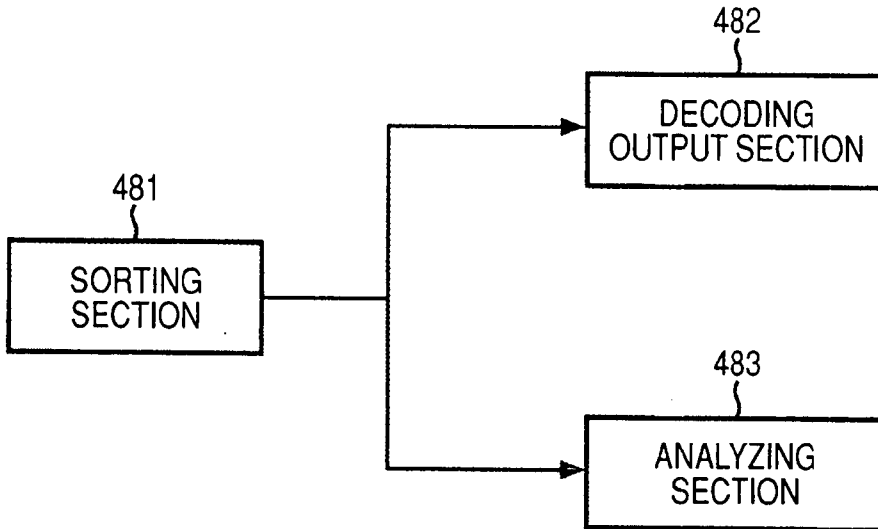 482
DECODING
OUTPUT SECTION
481
SORTING
SECTION
483
ANALYZING
SECTION